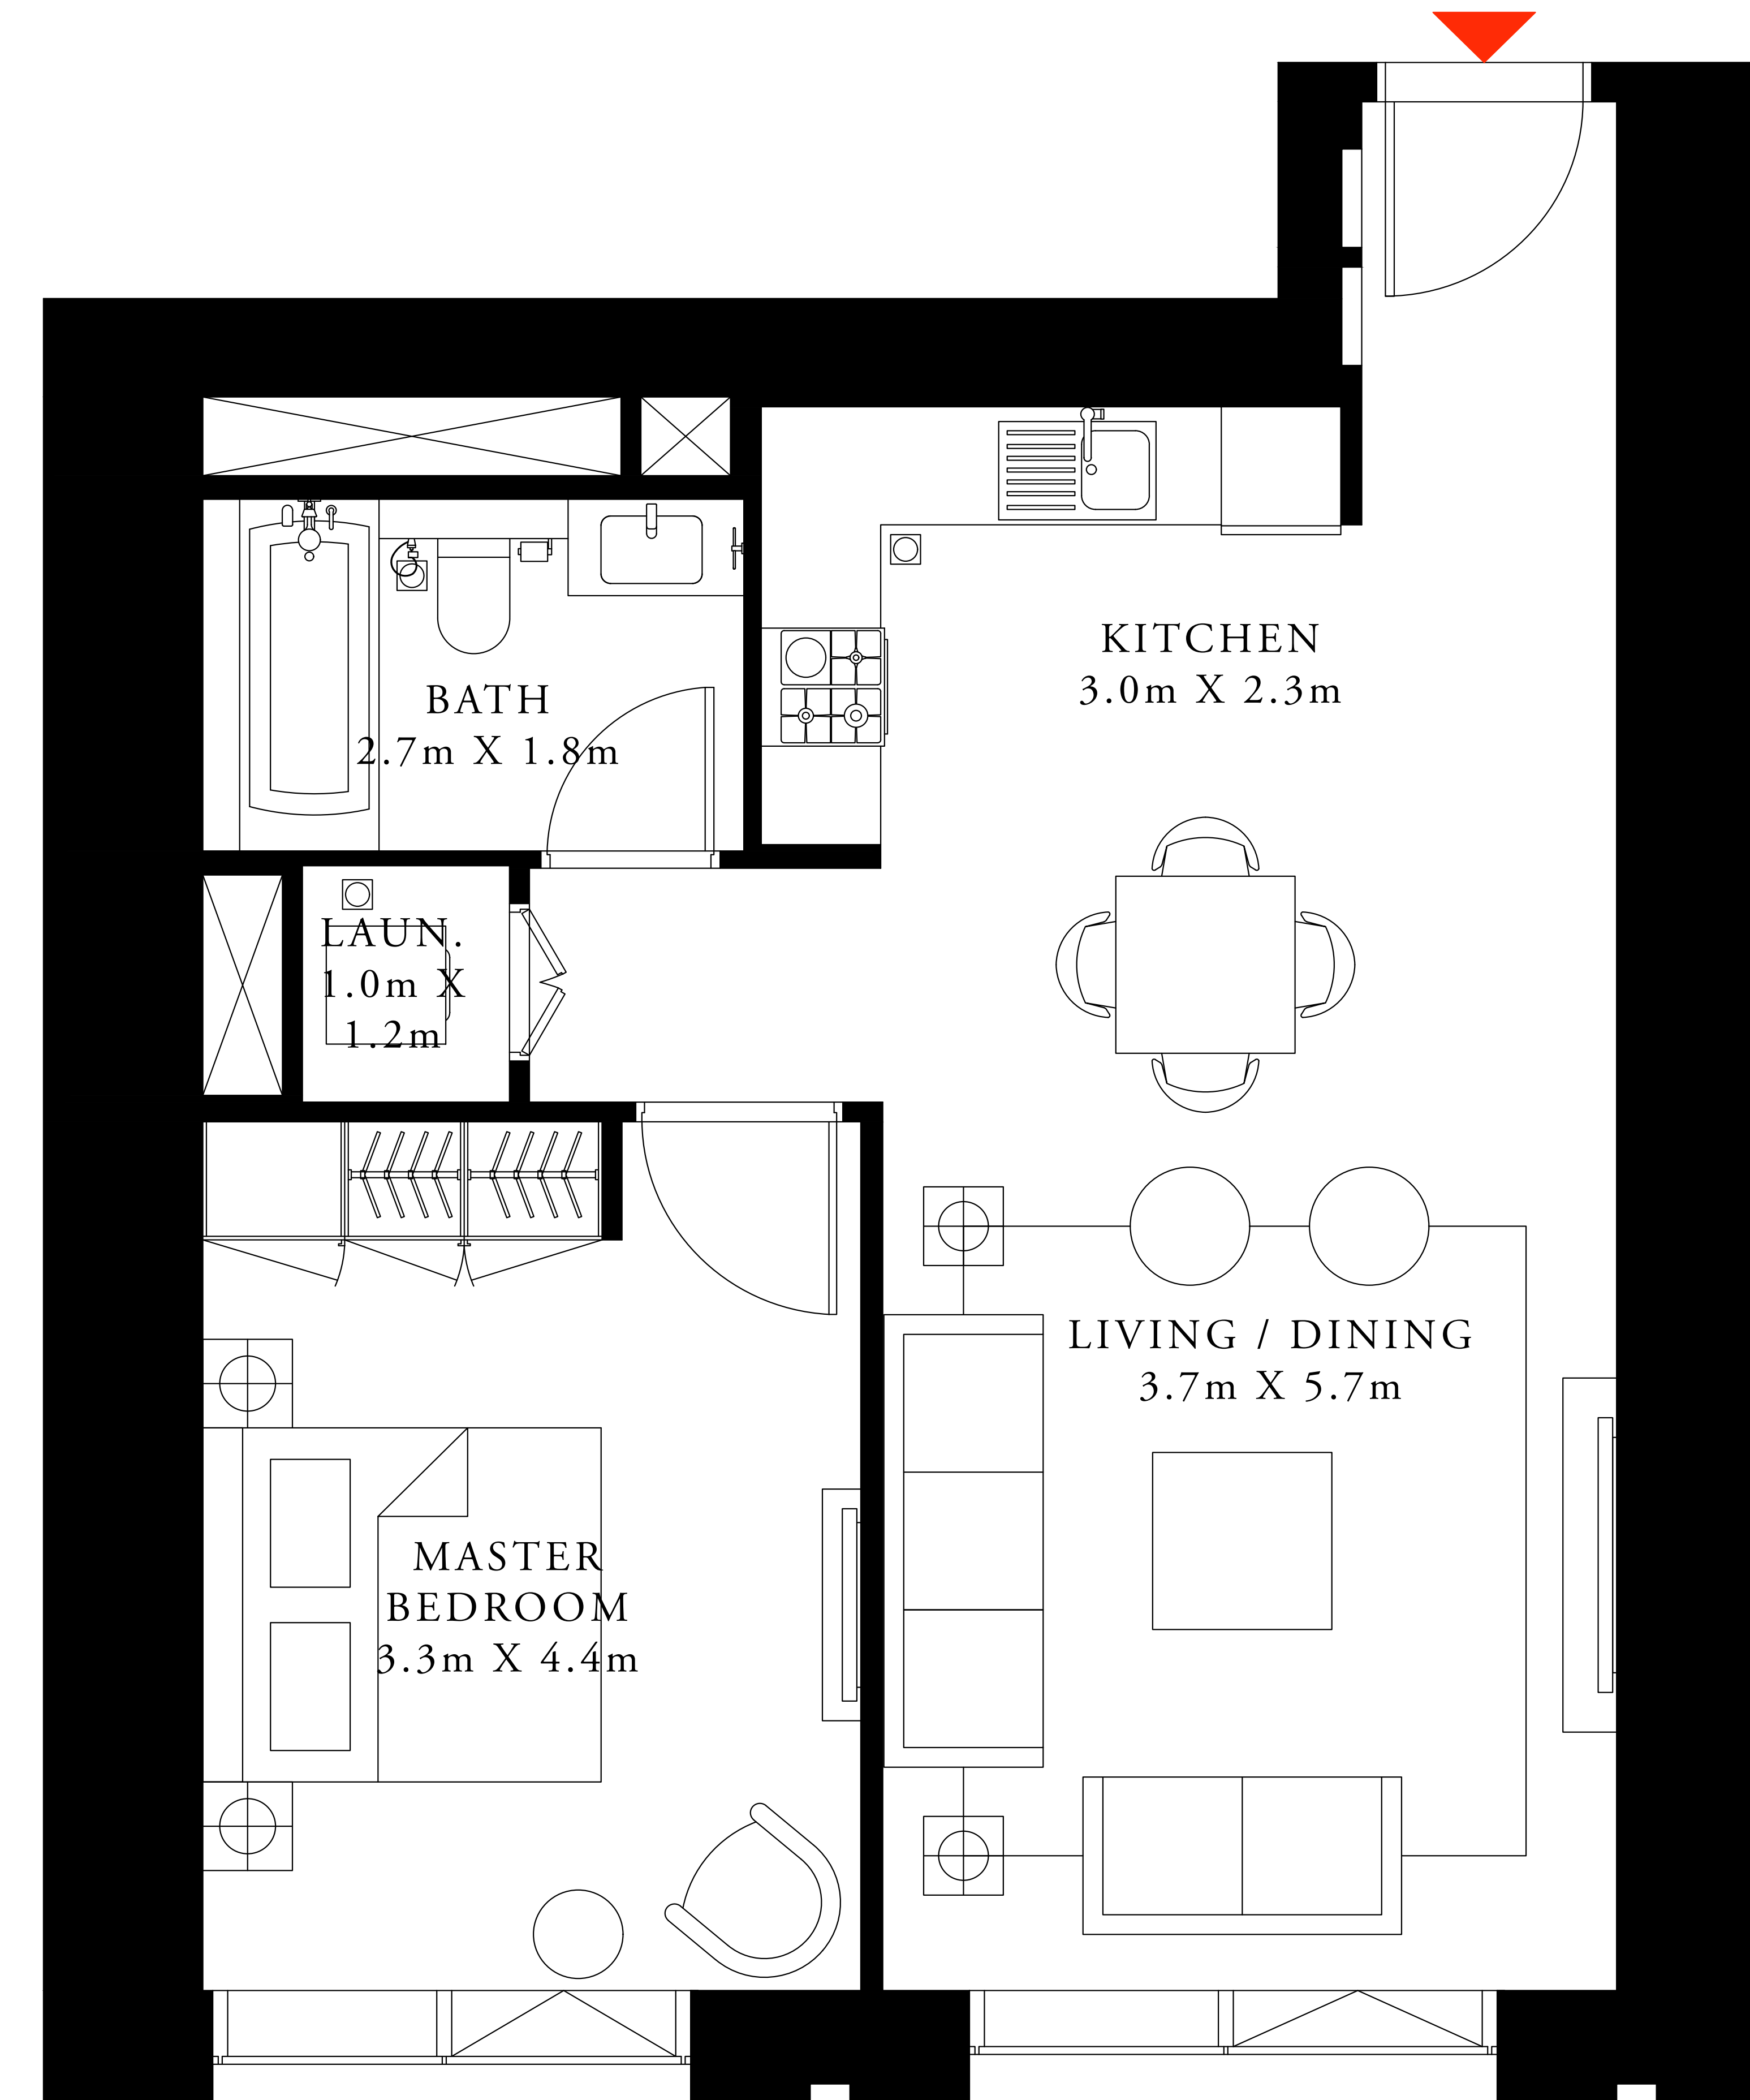 KITCHEN
3.0m X 2.3m
BATH
2.7m X 1.8m
LAUN.
1.0m X
1.2m
LIVING / DINING
3.7m X 5.7m
MASTER
BEDROOM
3.3m X 4.4m